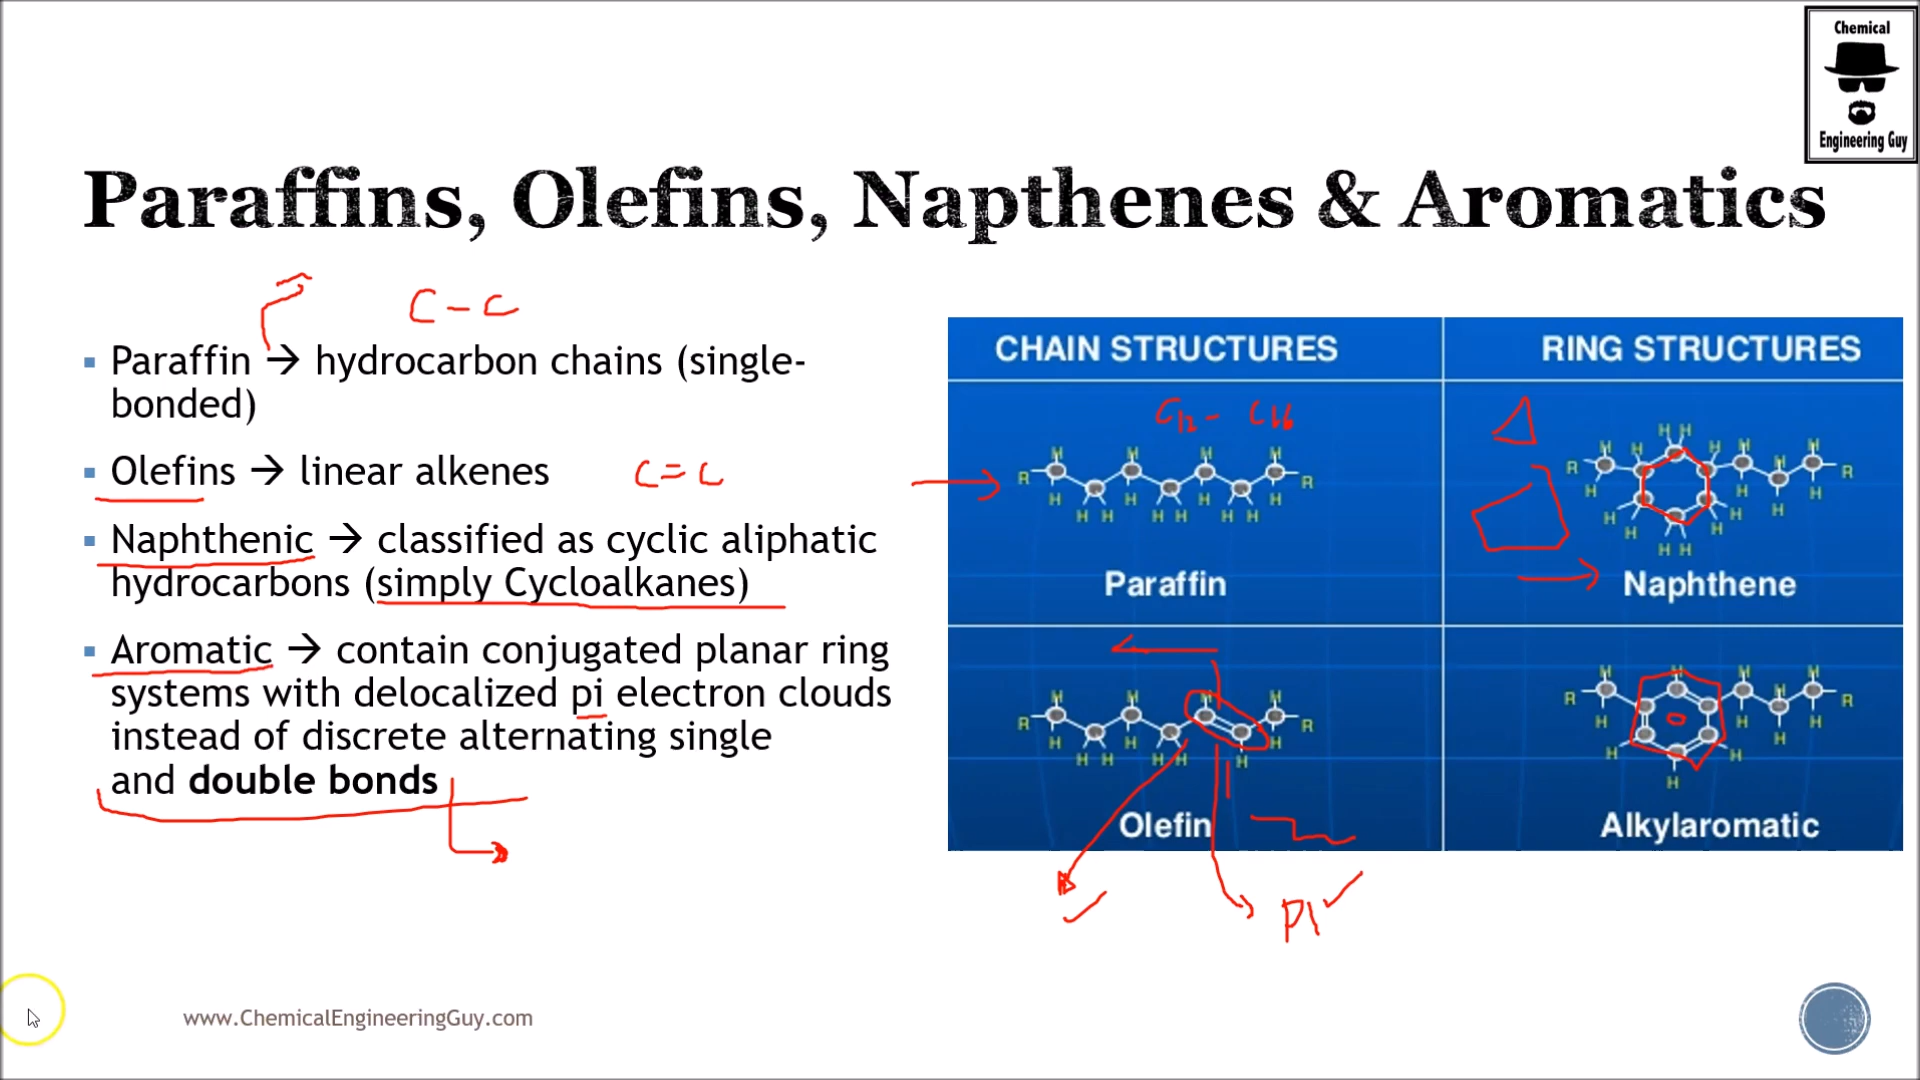 Chemical
Engineering Guy
Paraffins, Olefins, Napthenes & Aromatics
C - C
▪ Paraffin → hydrocarbon chains (single-
bonded)
▪ Olefins → linear alkenes
C = C
▪ Naphthenic → classified as cyclic aliphatic
hydrocarbons (simply Cycloalkanes)
▪ Aromatic → contain conjugated planar ring
systems with delocalized pi electron clouds
instead of discrete alternating single
and double bonds
CHAIN STRUCTURES
RING STRUCTURES
C12 - C16
H H H H
R R
H H H H H H H H H H
Paraffin
Naphthene
Olefin
Alkylaromatic
Pi
www.ChemicalEngineeringGuy.com